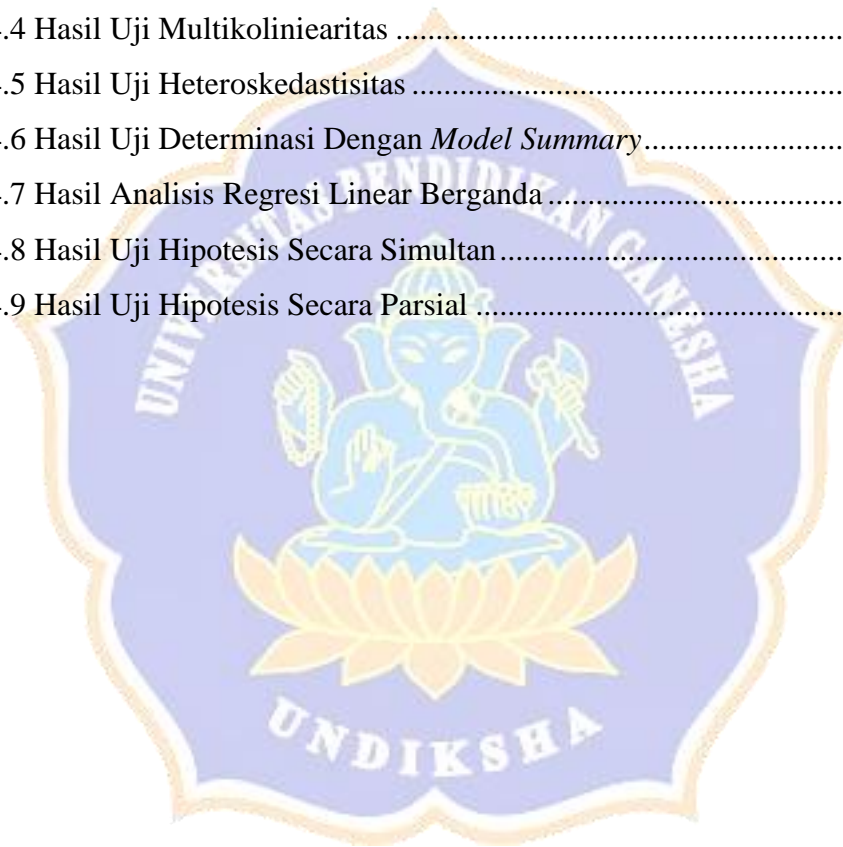 .4 Hasil Uji Multikoliniearitas ......................................................
.5 Hasil Uji Heteroskedastisitas ....................................................
.6 Hasil Uji Determinasi Dengan Model Summary.........................
.7 Hasil Analisis Regresi Linear Berganda .....................................
.8 Hasil Uji Hipotesis Secara Simultan ...........................................
.9 Hasil Uji Hipotesis Secara Parsial ..............................................
UNIVERSITAS PENDIDIKAN GANESHA
UNDIKSHA